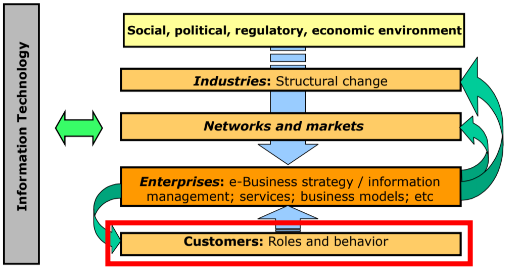 Social, political, regulatory, economic environment
Information Technology
Industries: Structural change
Networks and markets
Enterprises: e-Business strategy / information
management; services; business models; etc
Customers: Roles and behavior